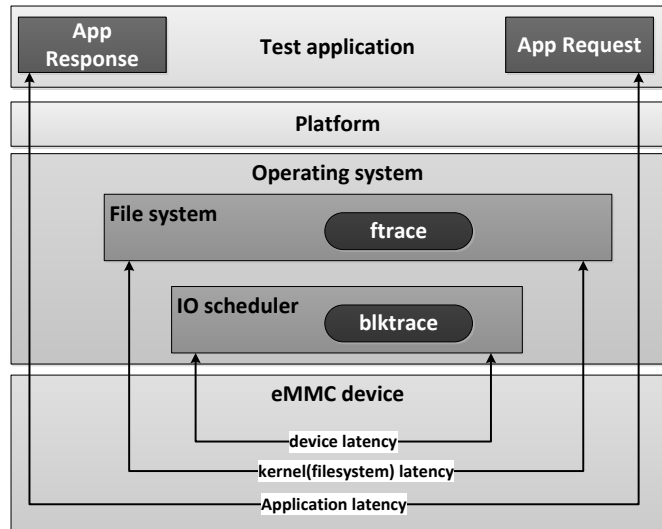 App
Response
Test application
App Request
Platform
Operating system
File system
ftrace
IO scheduler
blktrace
eMMC device
device latency
kernel(filesystem) latency
Application latency